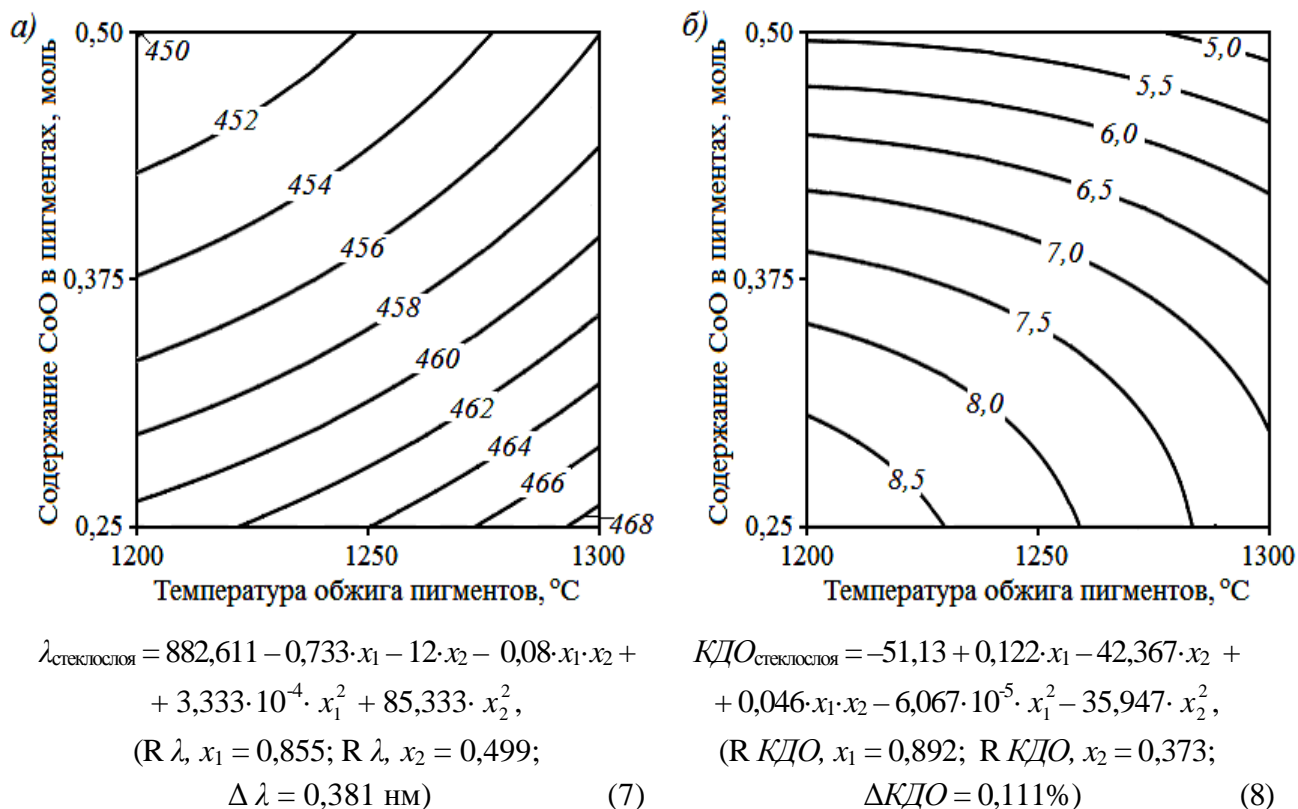 а)
0,50
0,375
0,25
Содержание CoO в пигментах, моль
450
452
454
456
458
460
462
464
466
468
1200
1250
1300
Температура обжига пигментов, °C
б)
0,50
0,375
0,25
Содержание CoO в пигментах, моль
5,0
5,5
6,0
6,5
7,0
7,5
8,0
8,5
1200
1250
1300
Температура обжига пигментов, °C
λстеклослоя = 882,611 – 0,733·x₁ – 12·x₂ – 0,08·x₁·x₂ +
+ 3,333·10⁻⁴· x₁² + 85,333· x₂²,
(R λ, x₁ = 0,855; R λ, x₂ = 0,499;
Δ λ = 0,381 нм) (7)
КДОстеклослоя = –51,13 + 0,122·x₁ – 42,367·x₂ +
+ 0,046·x₁·x₂ – 6,067·10⁻⁵· x₁² – 35,947· x₂²,
(R КДО, x₁ = 0,892; R КДО, x₂ = 0,373;
ΔКДО = 0,111%) (8)